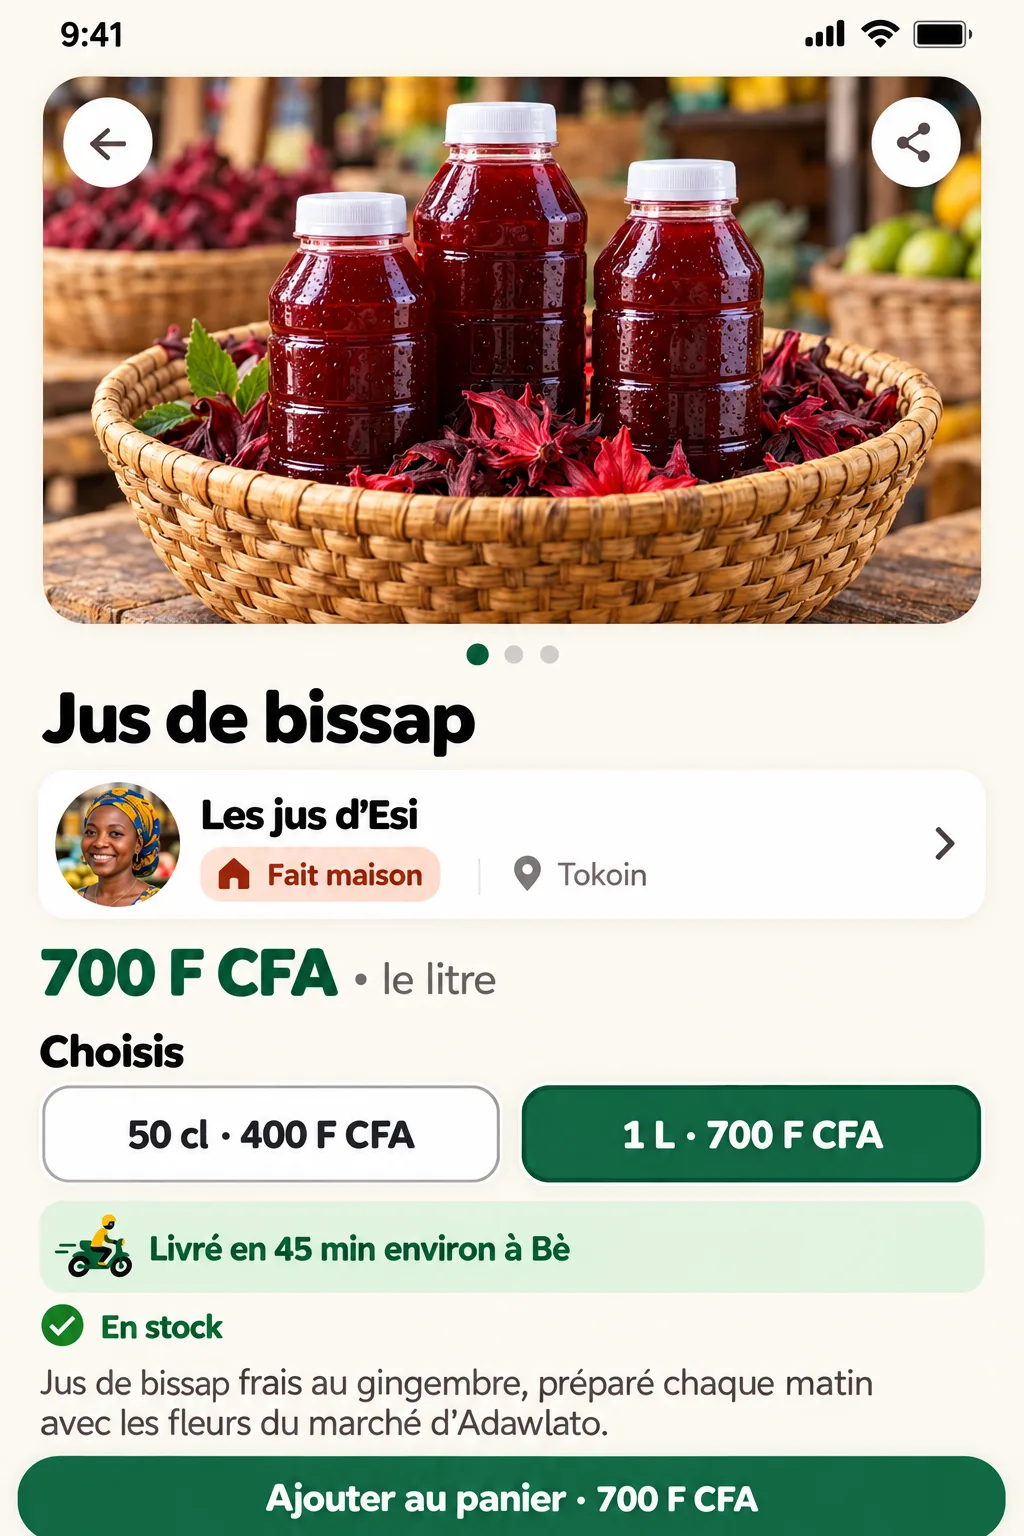 9:41
Jus de bissap
Les jus d’Esi
Fait maison
Tokoin
700 F CFA • le litre
Choisis
50 cl · 400 F CFA
1 L · 700 F CFA
Livré en 45 min environ à Bè
En stock
Jus de bissap frais au gingembre, préparé chaque matin
avec les fleurs du marché d’Adawlato.
Ajouter au panier · 700 F CFA